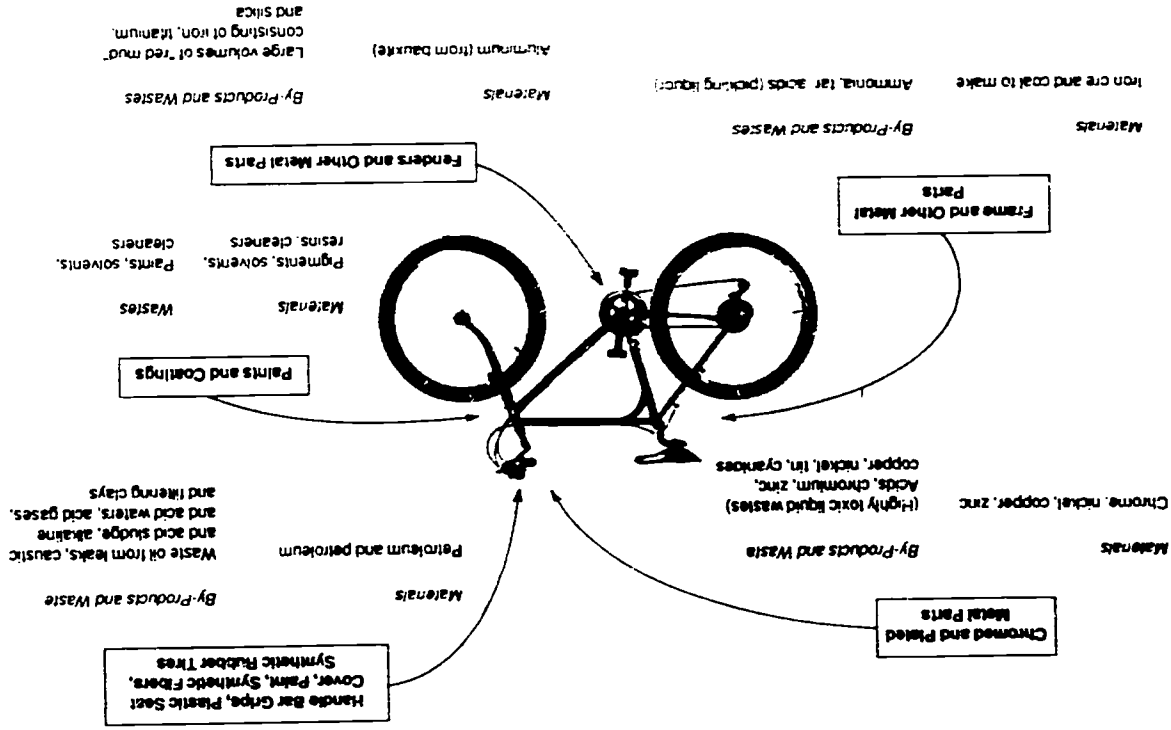 Handle Bar Grips, Plastic Seat
Cover, Paint, Synthetic Fibers,
Synthetic Rubber Tires
Materials
By-Products and Waste
Petroleum and petroleum
Waste oil from leaks, caustic
and acid sludge, alkaline
and acid waters, acid gases,
and filtering clays
Chromed and Plated
Metal Parts
Materials
By-Products and Waste
Chrome, nickel, copper, zinc
(Highly toxic liquid wastes)
Acids, chromium, zinc,
copper, nickel, tin, cyanides
Paints and Coatings
Materials
Wastes
Pigments, solvents,
resins, cleaners
Paints, solvents,
cleaners
Frame and Other Metal
Parts
Materials
By-Products and Wastes
Iron ore and coal to make
Ammonia, tar, acids (pickling liquor)
Fenders and Other Metal Parts
Materials
By-Products and Wastes
Aluminum (from bauxite)
Large volumes of "red mud"
consisting of iron, titanium,
and silica